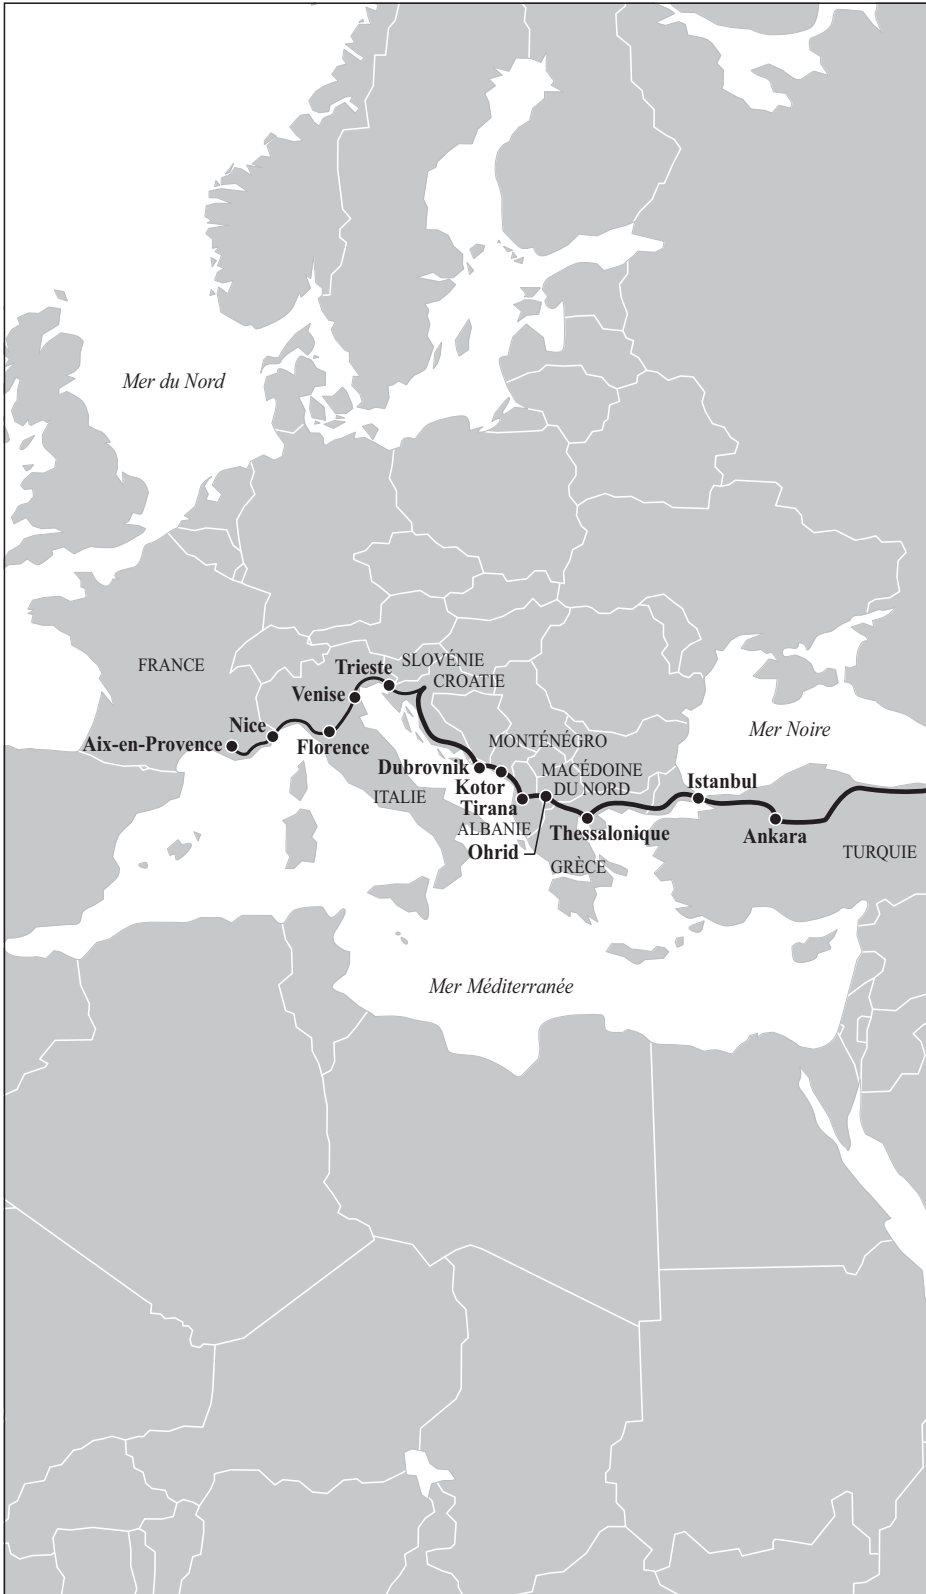 Mer du Nord
FRANCE
Trieste
SLOVÉNIE
CROATIE
Venise
Nice
Aix-en-Provence
Florence
Mer Noire
MONTÉNÉGRO
Dubrovnik
MACÉDOINE
DU NORD
Kotor
ITALIE
Tirana
Istanbul
ALBANIE
Thessalonique
Ankara
Ohrid
TURQUIE
GRÈCE
Mer Méditerranée